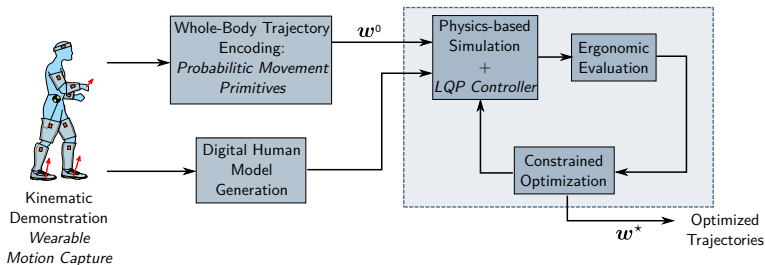 Whole-Body Trajectory
Encoding:
Probabilitic Movement
Primitives
w⁰
Physics-based
Simulation
+
LQP Controller
Ergonomic
Evaluation
Digital Human
Model
Generation
Constrained
Optimization
Kinematic
Demonstration
Wearable
Motion Capture
w*
Optimized
Trajectories